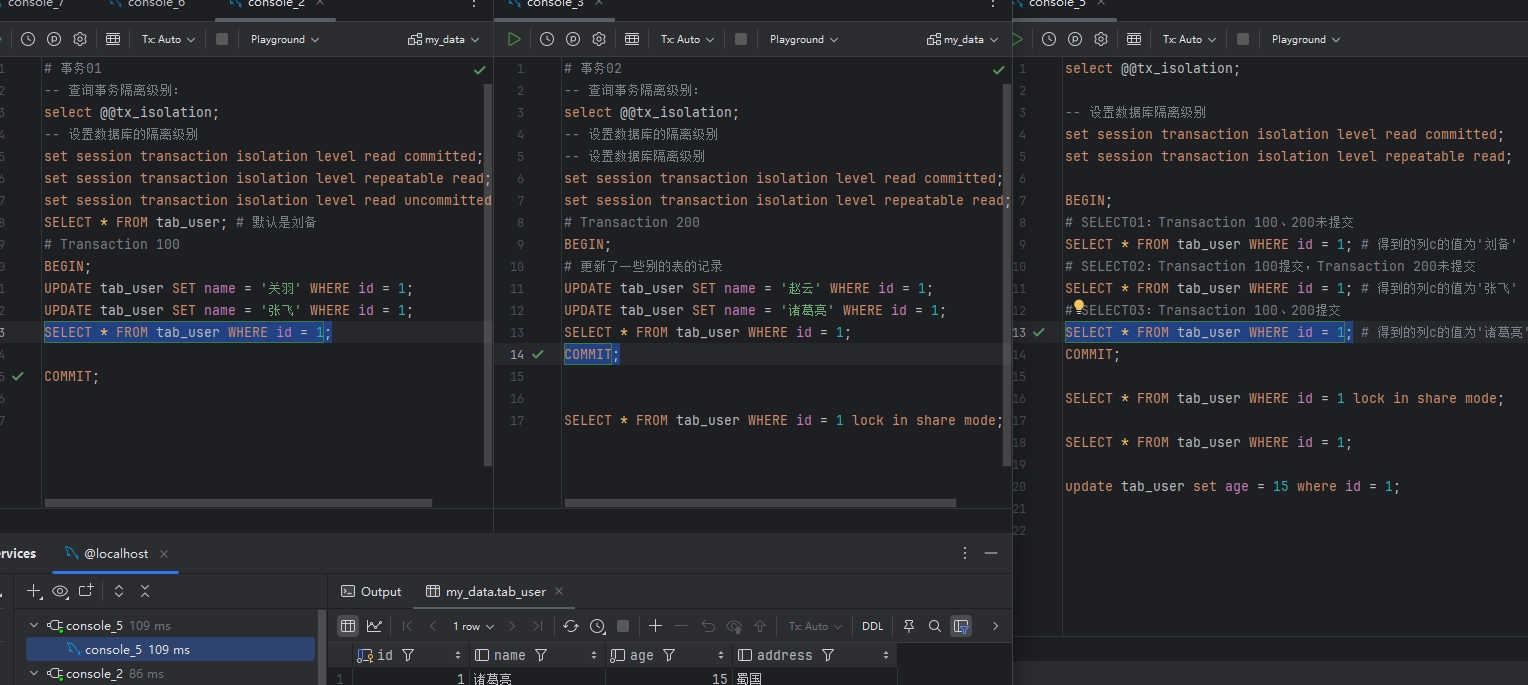 console_7
console_6
console_2
Tx: Auto
Playground
my_data
# 事务01
-- 查询事务隔离级别：
select @@tx_isolation;
-- 设置数据库的隔离级别
set session transaction isolation level read committed;
set session transaction isolation level repeatable read;
set session transaction isolation level read uncommitted
SELECT * FROM tab_user; # 默认是刘备
# Transaction 100
BEGIN;
UPDATE tab_user SET name = '关羽' WHERE id = 1;
UPDATE tab_user SET name = '张飞' WHERE id = 1;
SELECT * FROM tab_user WHERE id = 1;
COMMIT;
console_3
Tx: Auto
Playground
my_data
1 # 事务02
2 -- 查询事务隔离级别：
3 select @@tx_isolation;
4 -- 设置数据库的隔离级别
5 -- 设置数据库隔离级别
6 set session transaction isolation level read committed;
7 set session transaction isolation level repeatable read;
8 # Transaction 200
9 BEGIN;
10 # 更新了一些别的表的记录
11 UPDATE tab_user SET name = '赵云' WHERE id = 1;
12 UPDATE tab_user SET name = '诸葛亮' WHERE id = 1;
13 SELECT * FROM tab_user WHERE id = 1;
14 COMMIT;
15
16
17 SELECT * FROM tab_user WHERE id = 1 lock in share mode;
console_5
Tx: Auto
Playground
1 select @@tx_isolation;
2
3 -- 设置数据库隔离级别
4 set session transaction isolation level read committed;
5 set session transaction isolation level repeatable read;
6
7 BEGIN;
8 # SELECT01：Transaction 100、200未提交
9 SELECT * FROM tab_user WHERE id = 1; # 得到的列c的值为'刘备'
10 # SELECT02：Transaction 100提交，Transaction 200未提交
11 SELECT * FROM tab_user WHERE id = 1; # 得到的列c的值为'张飞'
12 # SELECT03：Transaction 100、200提交
13 SELECT * FROM tab_user WHERE id = 1; # 得到的列c的值为'诸葛亮'
14 COMMIT;
15
16 SELECT * FROM tab_user WHERE id = 1 lock in share mode;
17
18 SELECT * FROM tab_user WHERE id = 1;
19
20 update tab_user set age = 15 where id = 1;
21
22
ervices
@localhost
console_5 109 ms
console_5 109 ms
console_2 86 ms
Output
my_data.tab_user
1 row
Tx: Auto
DDL
id name age address
1 1 诸葛亮 15 蜀国